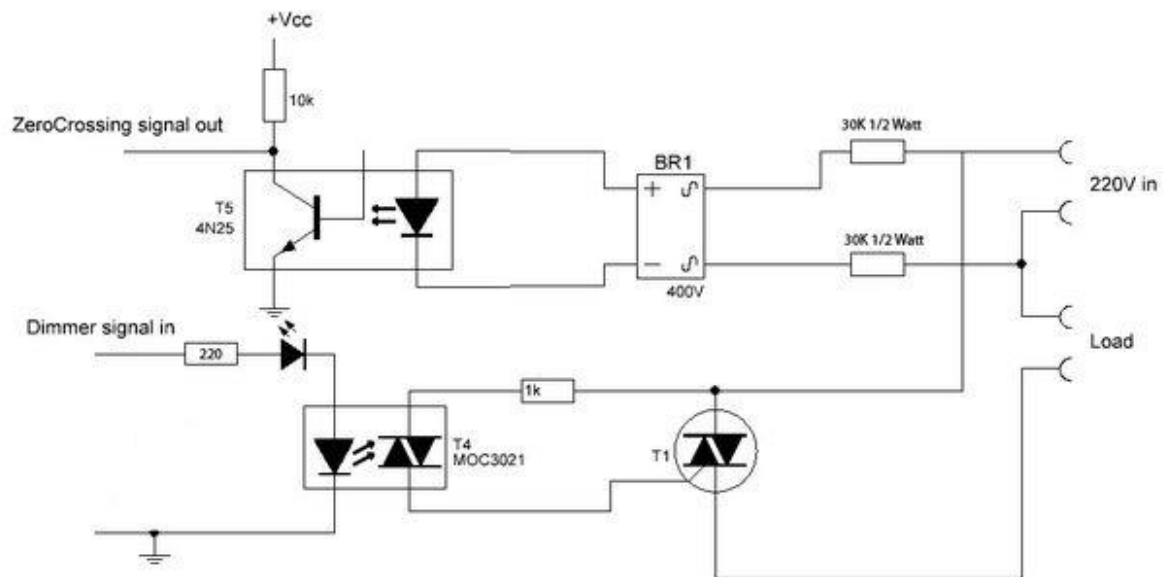 +Vcc
10k
ZeroCrossing signal out
30K 1/2 Watt
BR1
+
220V in
T5
4N25
30K 1/2 Watt
−
400V
Dimmer signal in
Load
220
1k
T4
MOC3021
T1